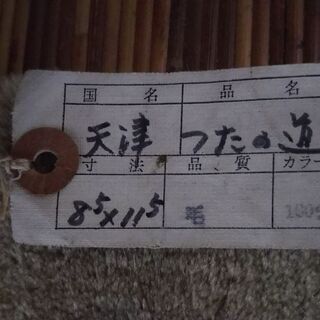 国名 品名
天津 つたの道
寸法 品質 カラー
8⁵×11⁵ 毛 100